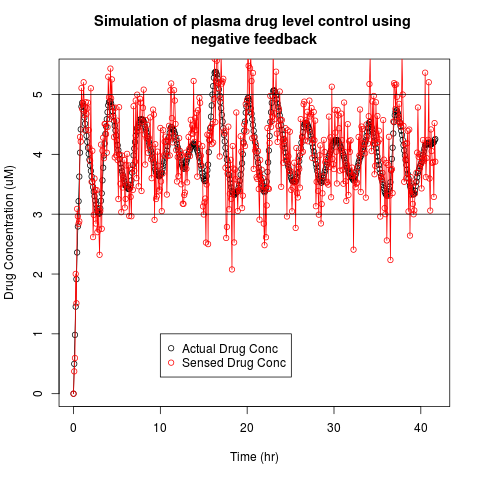 Simulation of plasma drug level control using
negative feedback
Drug Concentration (uM)
5
4
3
2
1
0
Actual Drug Conc
Sensed Drug Conc
0 10 20 30 40
Time (hr)